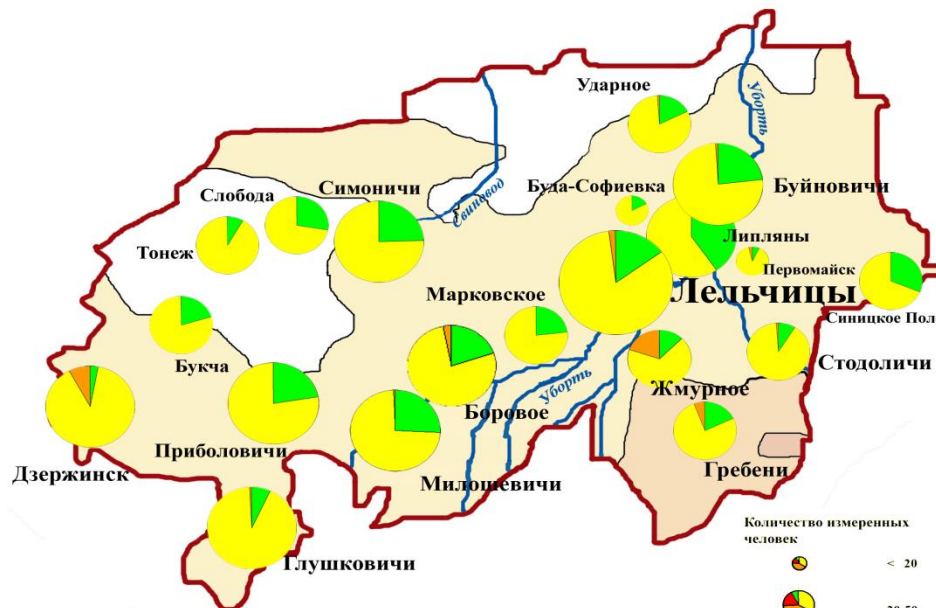 Ударное
Уборть
Буда-Софиевка
Буйновичи
Слобода
Симоничи
Свиновод
Тонеж
Липляны
Первомайск
Марковское
Лельчицы
Синицкое Пол
Букча
Уборть
Жмурное
Стодоличи
Боровое
Приболовичи
Дзержинск
Милошевичи
Гребени
Глушковичи
Количество измеренных
человек
< 20